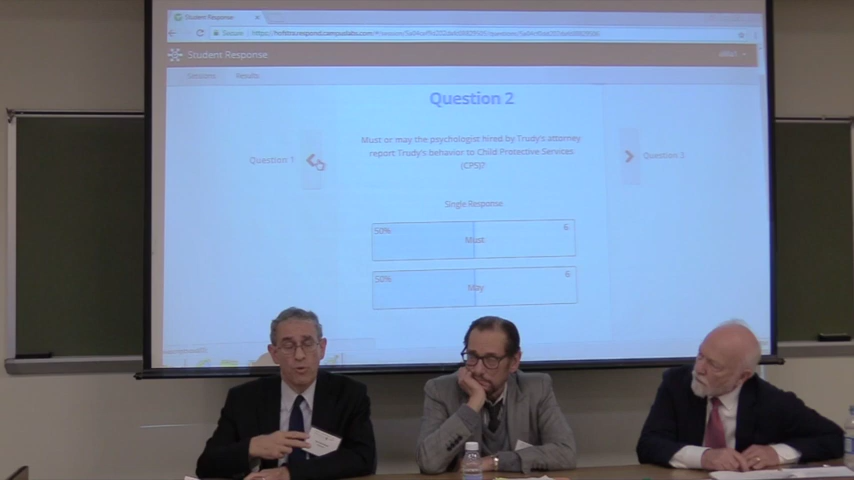 Student Response
Secure
Student Response
Sessions Results
Question 2
Must or may the psychologist hired by Trudy's attorney
report Trudy's behavior to Child Protective Services
(CPS)?
Question 1
Question 3
Single Response
50% 6
Must
50% 6
May